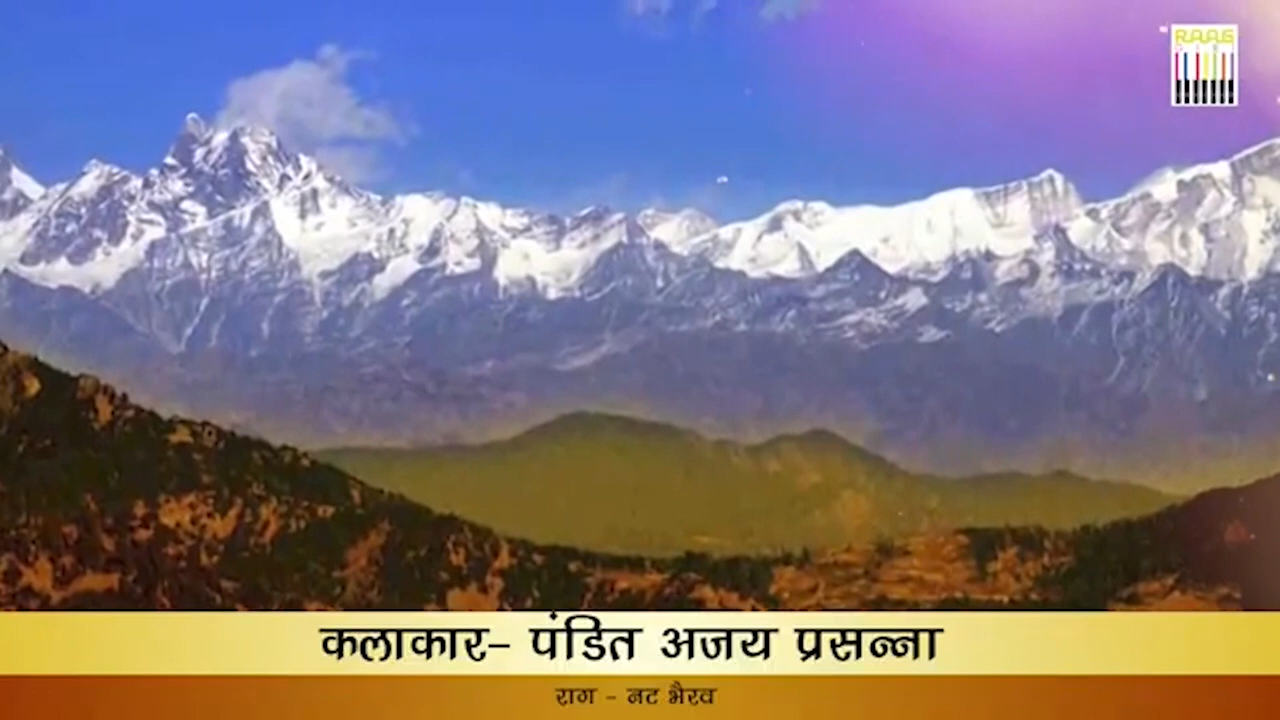 RAAG
कलाकार- पंडित अजय प्रसन्ना
राग - नट भैरव